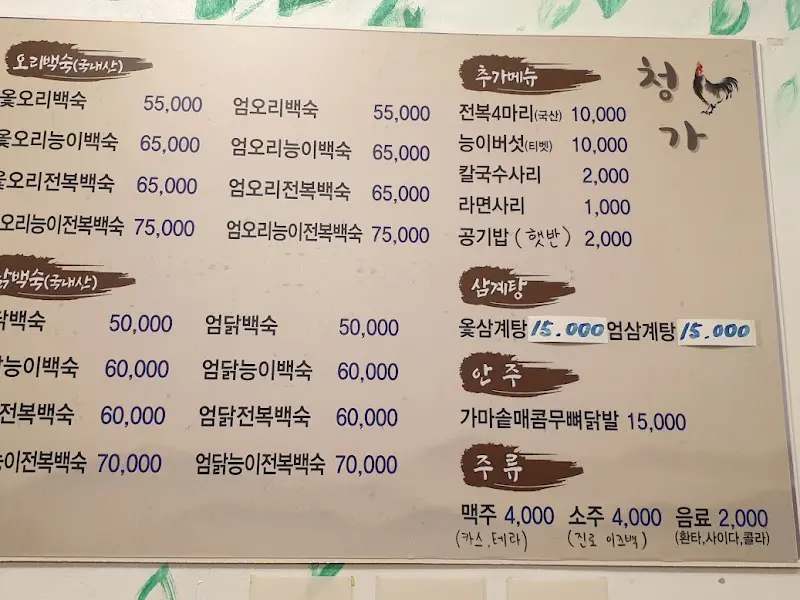 오리백숙(국내산)
옻오리백숙 55,000 엄오리백숙 55,000
옻오리능이백숙 65,000 엄오리능이백숙 65,000
옻오리전복백숙 65,000 엄오리전복백숙 65,000
오리능이전복백숙 75,000 엄오리능이전복백숙 75,000
닭백숙(국내산)
닭백숙 50,000 엄닭백숙 50,000
닭능이백숙 60,000 엄닭능이백숙 60,000
전복백숙 60,000 엄닭전복백숙 60,000
능이전복백숙 70,000 엄닭능이전복백숙 70,000
추가메뉴
전복4마리(국산) 10,000
능이버섯(티벳) 10,000
칼국수사리 2,000
라면사리 1,000
공기밥 (햇반) 2,000
삼계탕
옻삼계탕 15.000 엄삼계탕 15.000
안주
가마솥매콤무뼈닭발 15,000
주류
맥주 4,000 소주 4,000 음료 2,000
(카스,테라) (진로 이즈백) (환타,사이다,콜라)
청가